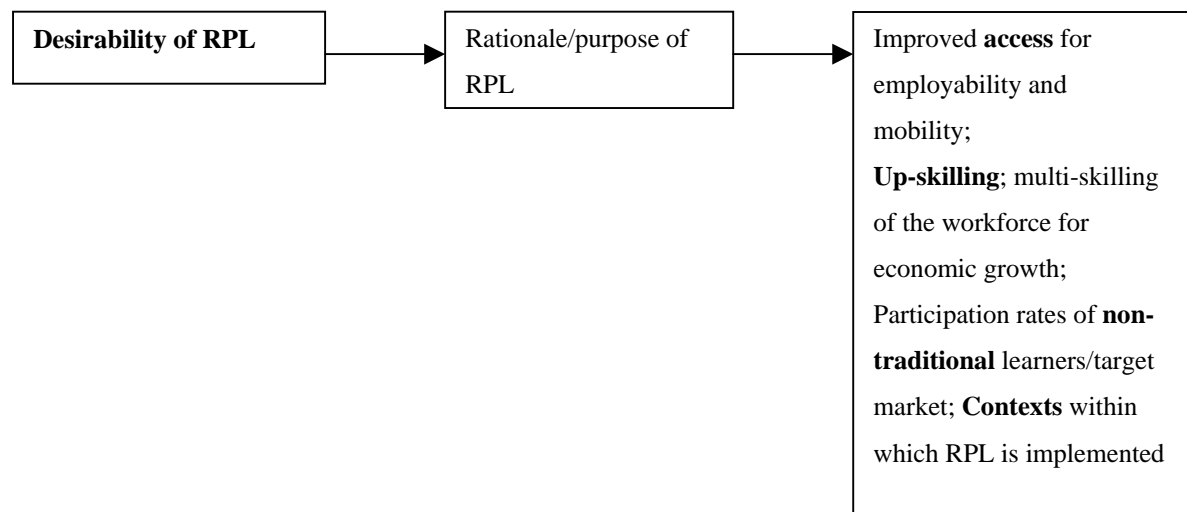 Desirability of RPL
Rationale/purpose of
RPL
Improved access for
employability and
mobility;
Up-skilling; multi-skilling
of the workforce for
economic growth;
Participation rates of non-
traditional learners/target
market; Contexts within
which RPL is implemented